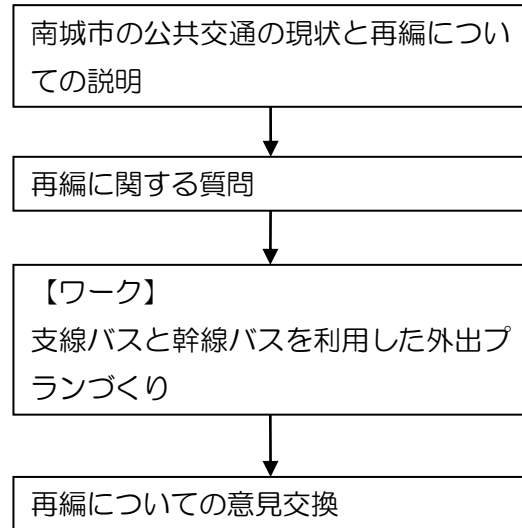 南城市の公共交通の現状と再編につい
ての説明
再編に関する質問
【ワーク】
支線バスと幹線バスを利用した外出プ
ランづくり
再編についての意見交換